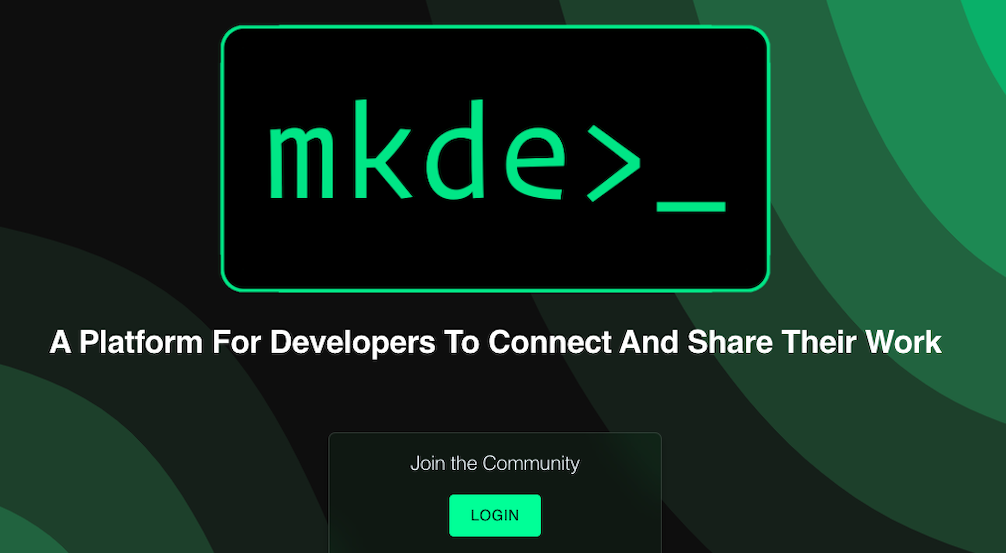 mkde>_
A Platform For Developers To Connect And Share Their Work
Join the Community
LOGIN